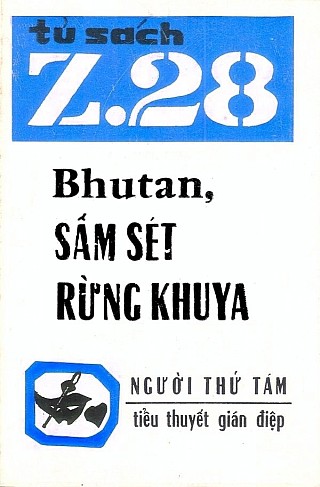 tủ sách
Z.28
Bhutan,
SẤM SÉT
RỪNG KHUYA
NGƯỜI THỨ TÁM
tiểu thuyết gián điệp